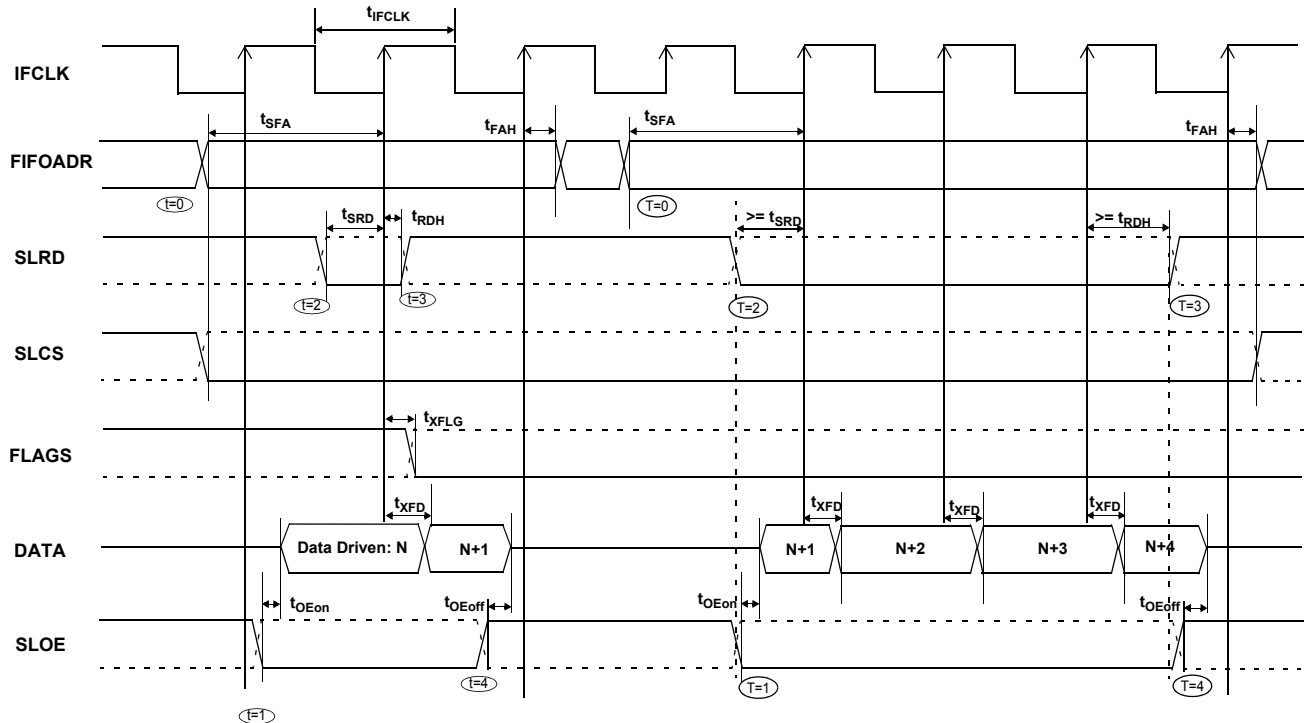 tIFCLK
IFCLK
tSFA
tFAH
tSFA
tFAH
FIFOADR
t=0
T=0
tSRD
tRDH
>= tSRD
>= tRDH
SLRD
t=2
t=3
T=2
T=3
SLCS
tXFLG
FLAGS
tXFD
tXFD
tXFD
tXFD
DATA
Data Driven: N
N+1
N+1
N+2
N+3
N+4
tOEon
tOEoff
tOEon
tOEoff
SLOE
t=4
T=1
T=4
t=1